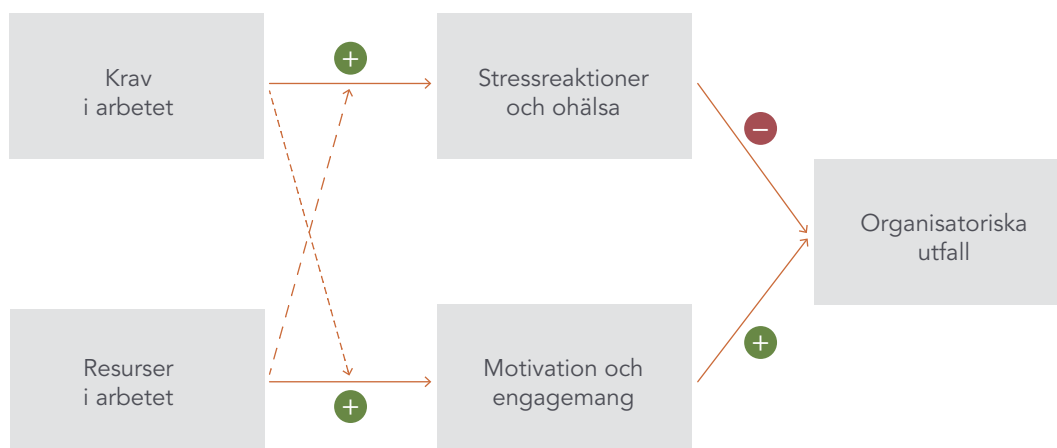 Krav
i arbetet
+
Stressreaktioner
och ohälsa
−
Organisatoriska
utfall
Resurser
i arbetet
+
Motivation och
engagemang
+